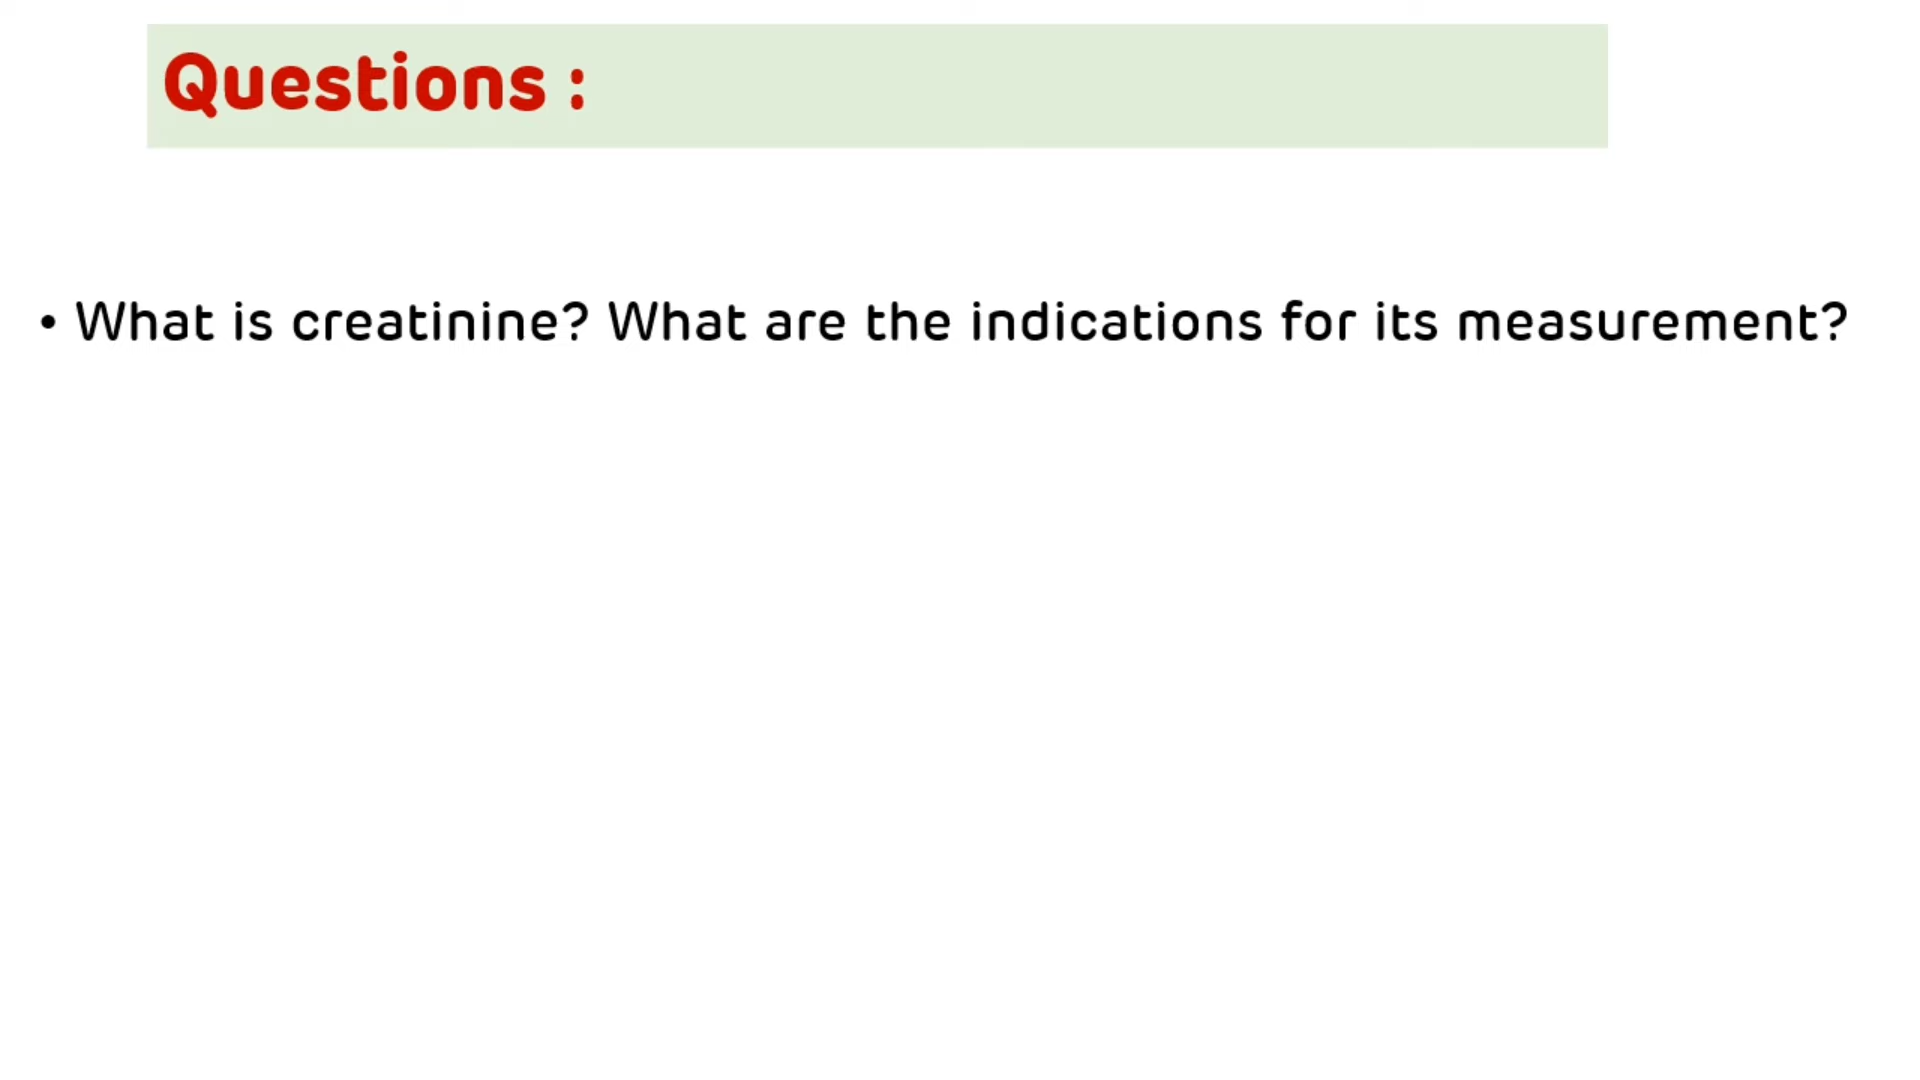 Questions :
• What is creatinine? What are the indications for its measurement?